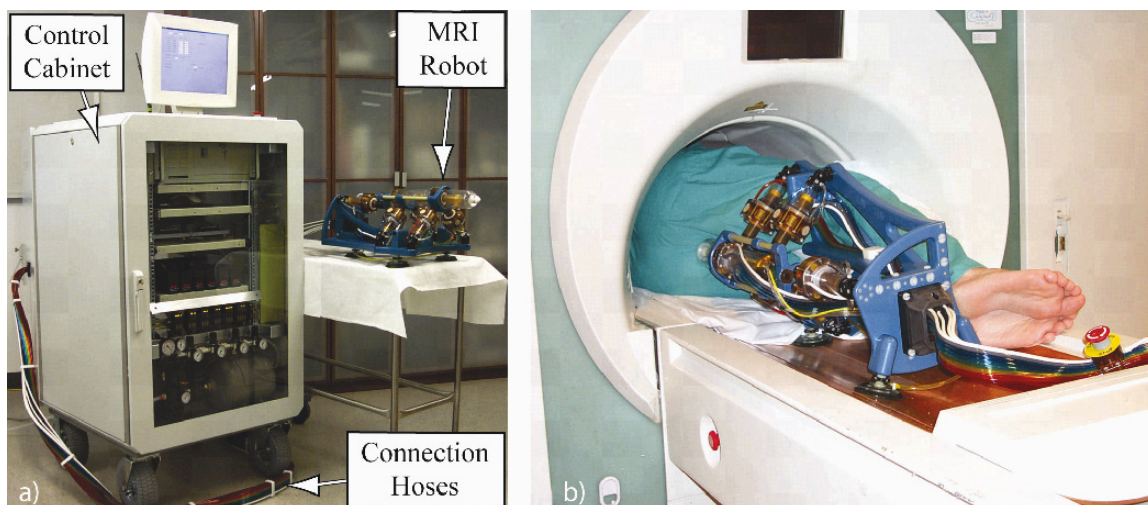 Control
Cabinet
MRI
Robot
Connection
Hoses
a)
b)